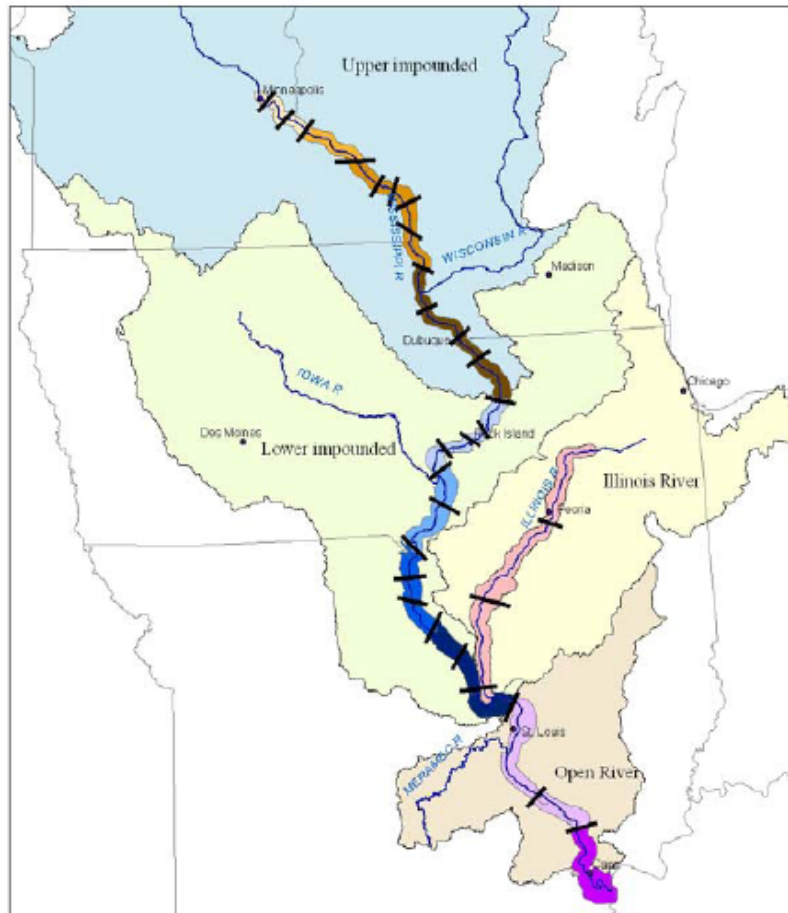 Upper impounded
Minneapolis
MISSISSIPPI R
WISCONSIN R
Madison
Dubuque
IOWA R
Chicago
Des Moines
Rock Island
Lower impounded
Illinois River
ILLINOIS R
Peoria
St. Louis
MERAMEC R
Open River